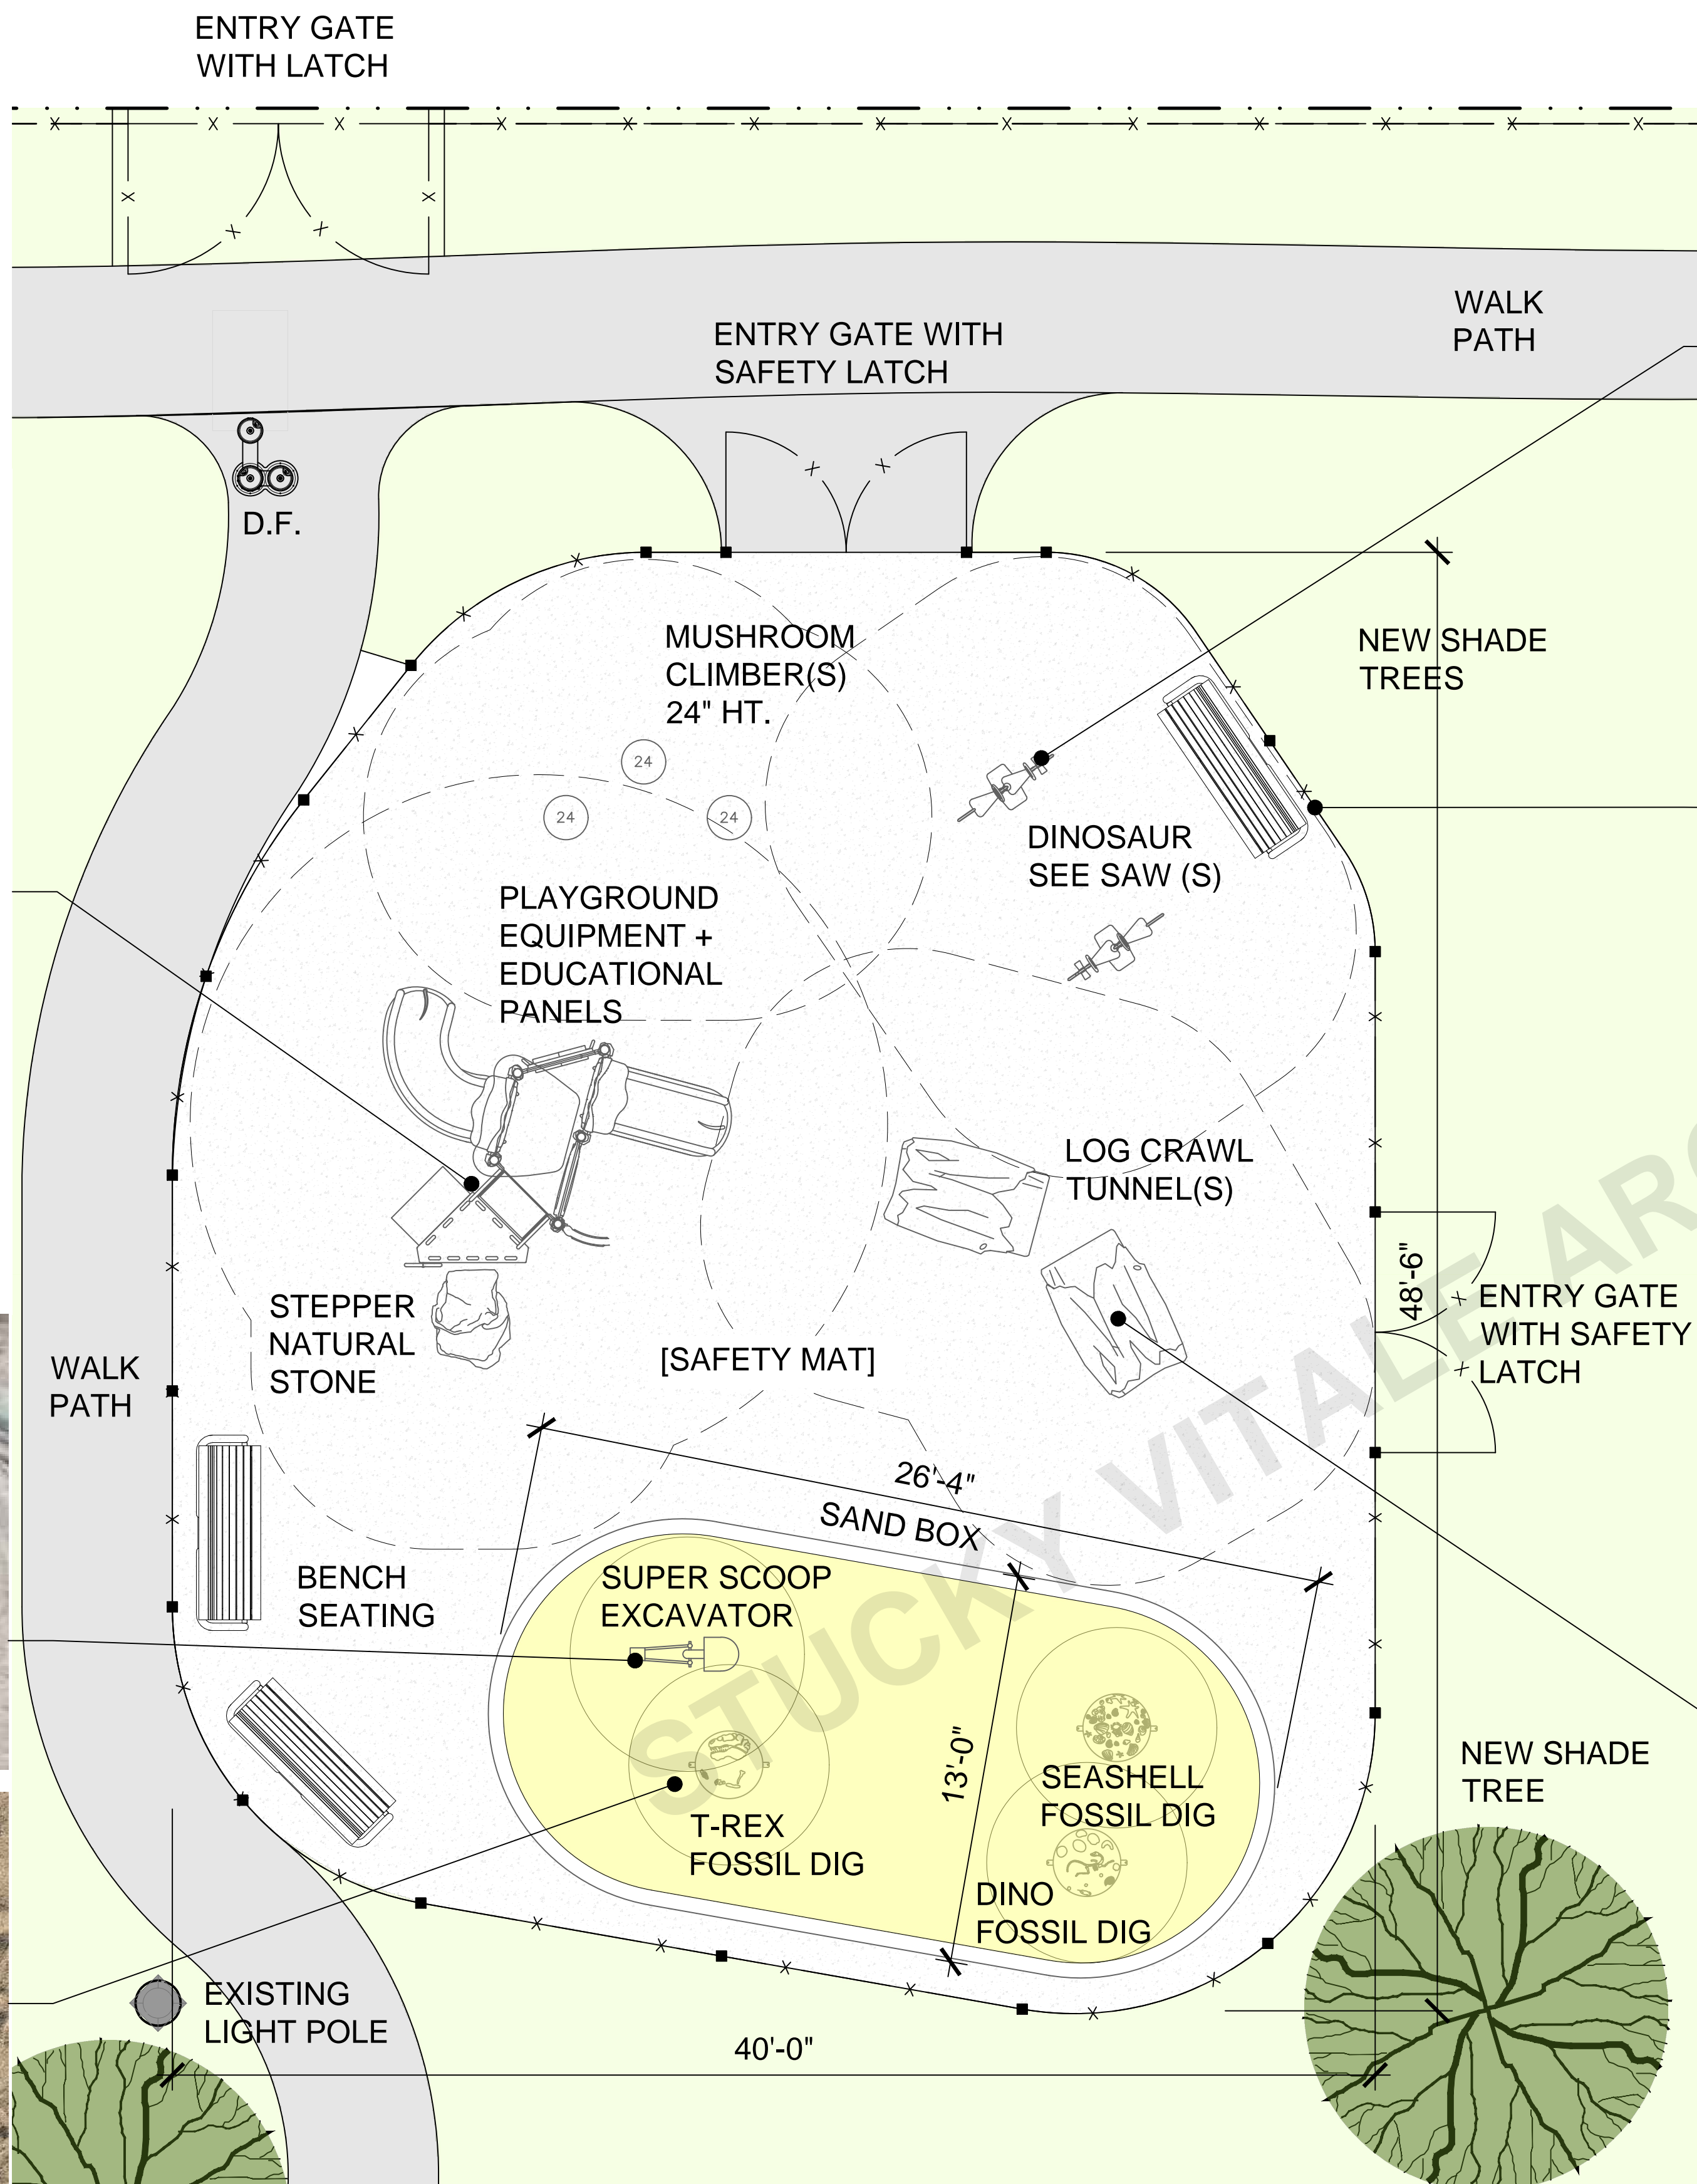 ENTRY GATE
WITH LATCH
WALK
PATH
ENTRY GATE WITH
SAFETY LATCH
D.F.
MUSHROOM
CLIMBER(S)
24" HT.
NEW SHADE
TREES
24
24
24
DINOSAUR
SEE SAW (S)
PLAYGROUND
EQUIPMENT +
EDUCATIONAL
PANELS
LOG CRAWL
TUNNEL(S)
48'-6"
ENTRY GATE
WITH SAFETY
LATCH
STEPPER
NATURAL
STONE
[SAFETY MAT]
WALK
PATH
26'-4"
SAND BOX
BENCH
SEATING
SUPER SCOOP
EXCAVATOR
13'-0"
SEASHELL
FOSSIL DIG
T-REX
FOSSIL DIG
DINO
FOSSIL DIG
NEW SHADE
TREE
EXISTING
LIGHT POLE
40'-0"
STUCKY VITALE ARC